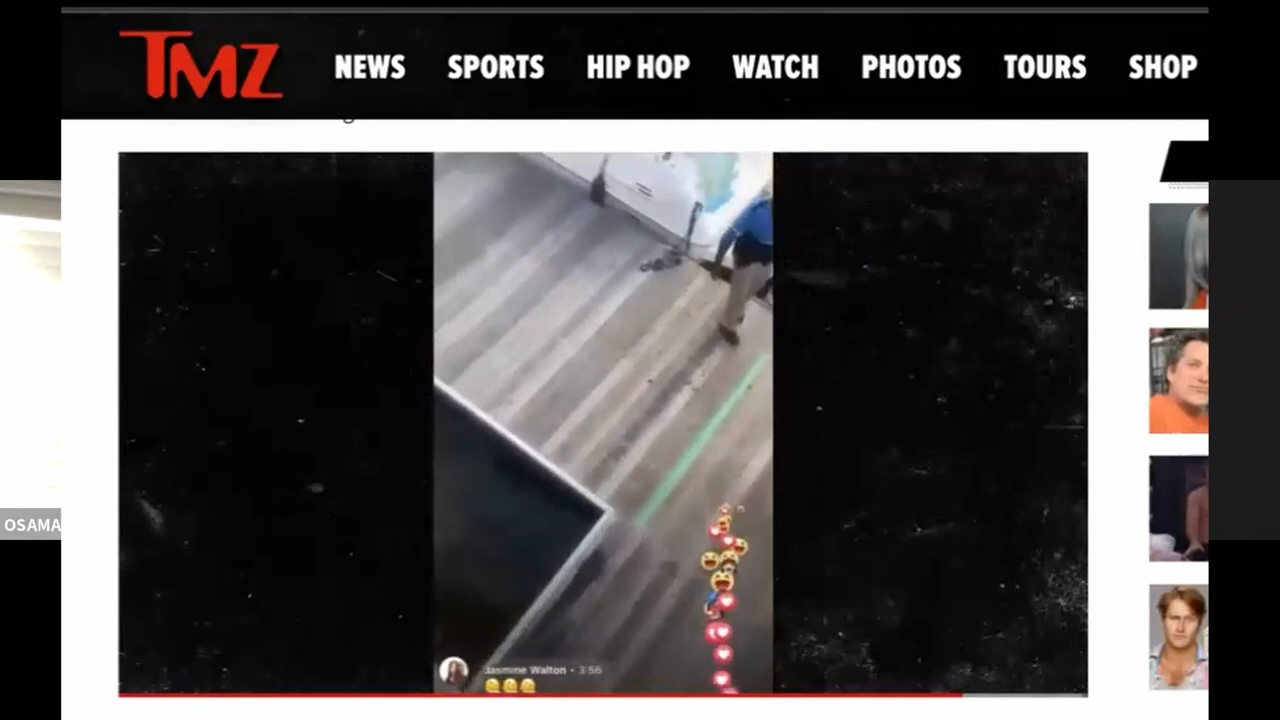 TMZ NEWS SPORTS HIP HOP WATCH PHOTOS TOURS SHOP
OSAMA
Jasmine Walton • 3:56